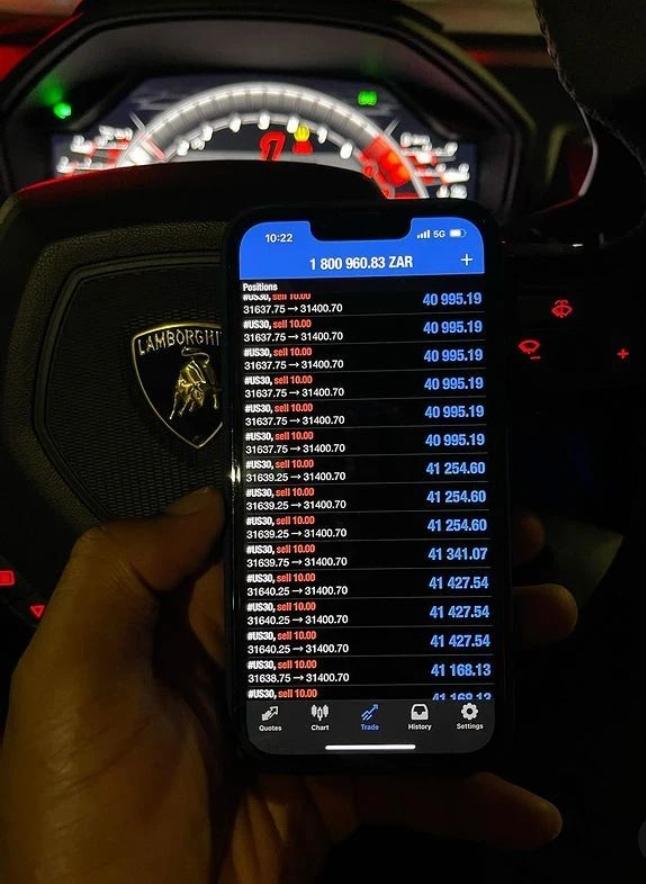 10:22
5G
1 800 960.83 ZAR
+
Positions
#US30, sell 10.00
31637.75 → 31400.70
40 995.19
#US30, sell 10.00
31637.75 → 31400.70
40 995.19
#US30, sell 10.00
31637.75 → 31400.70
40 995.19
#US30, sell 10.00
31637.75 → 31400.70
40 995.19
#US30, sell 10.00
31637.75 → 31400.70
40 995.19
#US30, sell 10.00
31637.75 → 31400.70
40 995.19
#US30, sell 10.00
31639.25 → 31400.70
41 254.60
#US30, sell 10.00
31639.25 → 31400.70
41 254.60
#US30, sell 10.00
31639.25 → 31400.70
41 254.60
#US30, sell 10.00
31639.75 → 31400.70
41 341.07
#US30, sell 10.00
31640.25 → 31400.70
41 427.54
#US30, sell 10.00
31640.25 → 31400.70
41 427.54
#US30, sell 10.00
31640.25 → 31400.70
41 427.54
#US30, sell 10.00
31638.75 → 31400.70
41 168.13
#US30, sell 10.00
41 168.13
Quotes
Chart
Trade
History
Settings
LAMBORGHI